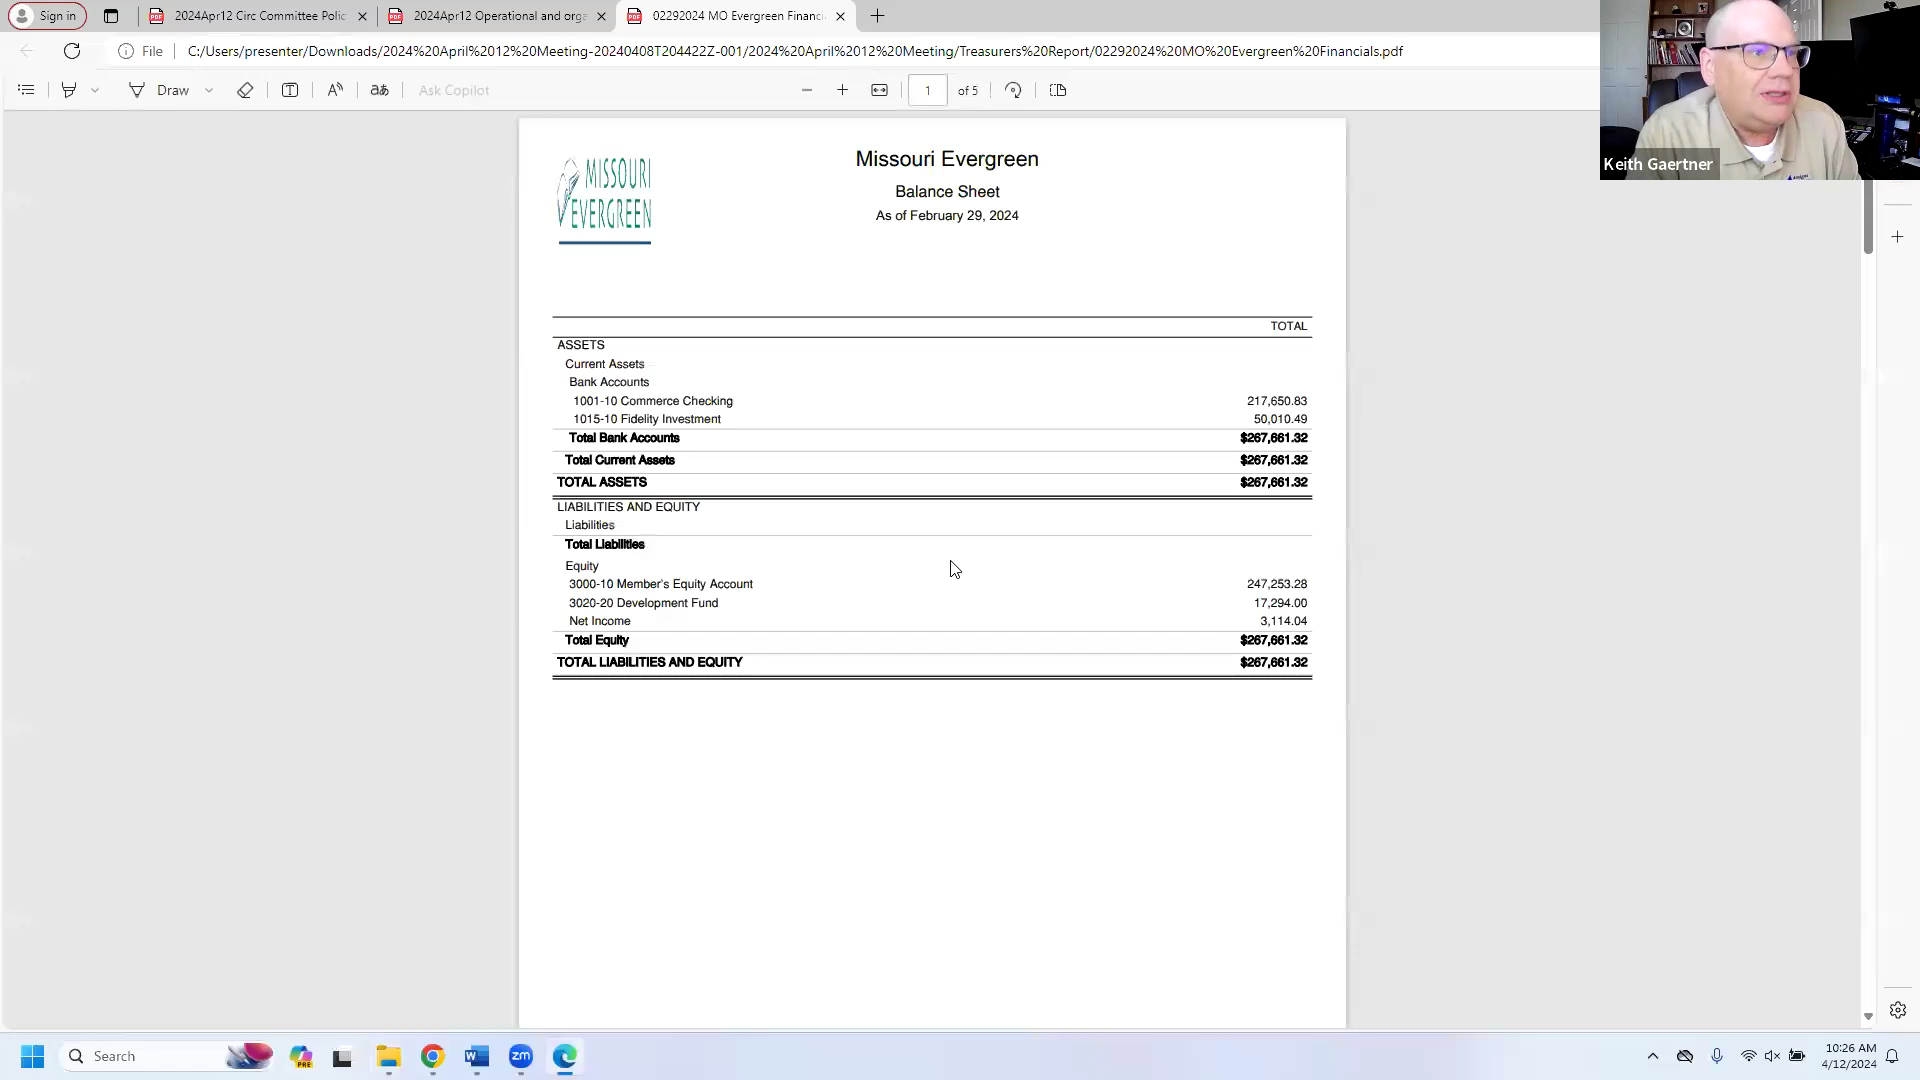 Sign in
2024Apr12 Circ Committee Polic
2024Apr12 Operational and orga
02292024 MO Evergreen Financi
File
C:/Users/presenter/Downloads/2024%20April%2012%20Meeting-20240408T204422Z-001/2024%20April%2012%20Meeting/Treasurers%20Report/02292024%20MO%20Evergreen%20Financials.pdf
Draw
Ask Copilot
1 of 5
Keith Gaertner
MISSOURI
EVERGREEN
Missouri Evergreen
Balance Sheet
As of February 29, 2024
TOTAL
ASSETS
Current Assets
Bank Accounts
1001-10 Commerce Checking 217,650.83
1015-10 Fidelity Investment 50,010.49
Total Bank Accounts $267,661.32
Total Current Assets $267,661.32
TOTAL ASSETS $267,661.32
LIABILITIES AND EQUITY
Liabilities
Total Liabilities
Equity
3000-10 Member's Equity Account 247,253.28
3020-20 Development Fund 17,294.00
Net Income 3,114.04
Total Equity $267,661.32
TOTAL LIABILITIES AND EQUITY $267,661.32
Search
PRE
zm
10:26 AM
4/12/2024